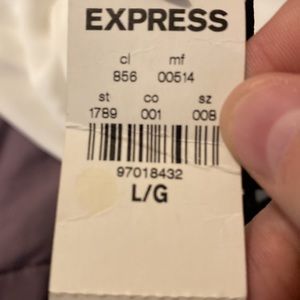 EXPRESS
cl mf
856 00514
st co sz
1789 001 008
97018432
L/G